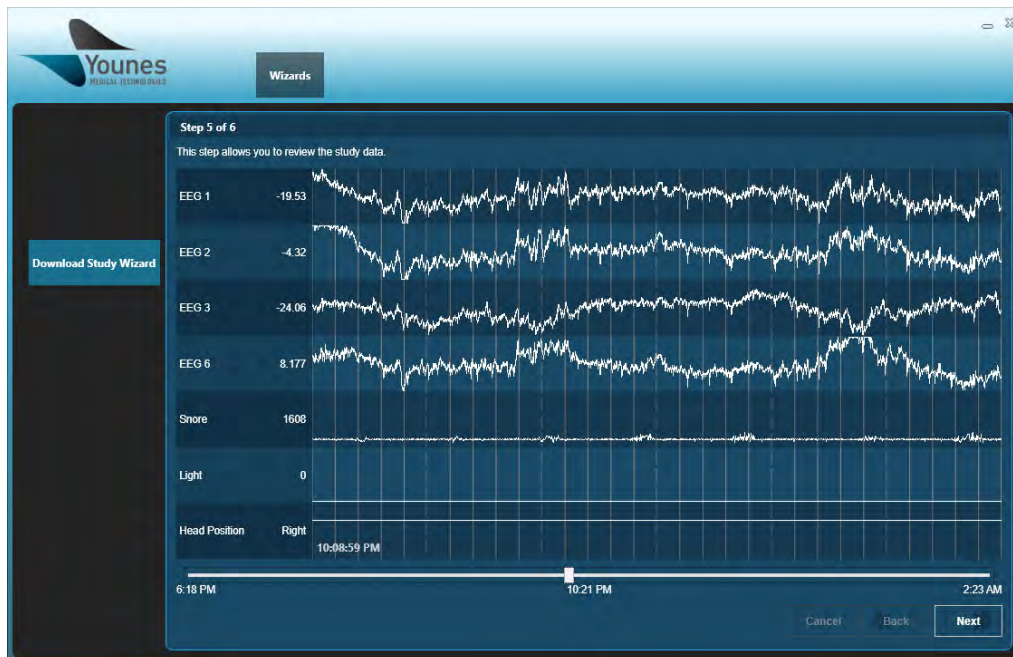 Younes
MEDICAL TECHNOLOGIES
Wizards
Step 5 of 6
This step allows you to review the study data.
EEG 1 -19.53
EEG 2 -4.32
Download Study Wizard
EEG 3 -24.06
EEG 6 8.177
Snore 1608
Light 0
Head Position Right
10:08:59 PM
6:18 PM 10:21 PM 2:23 AM
Cancel Back Next